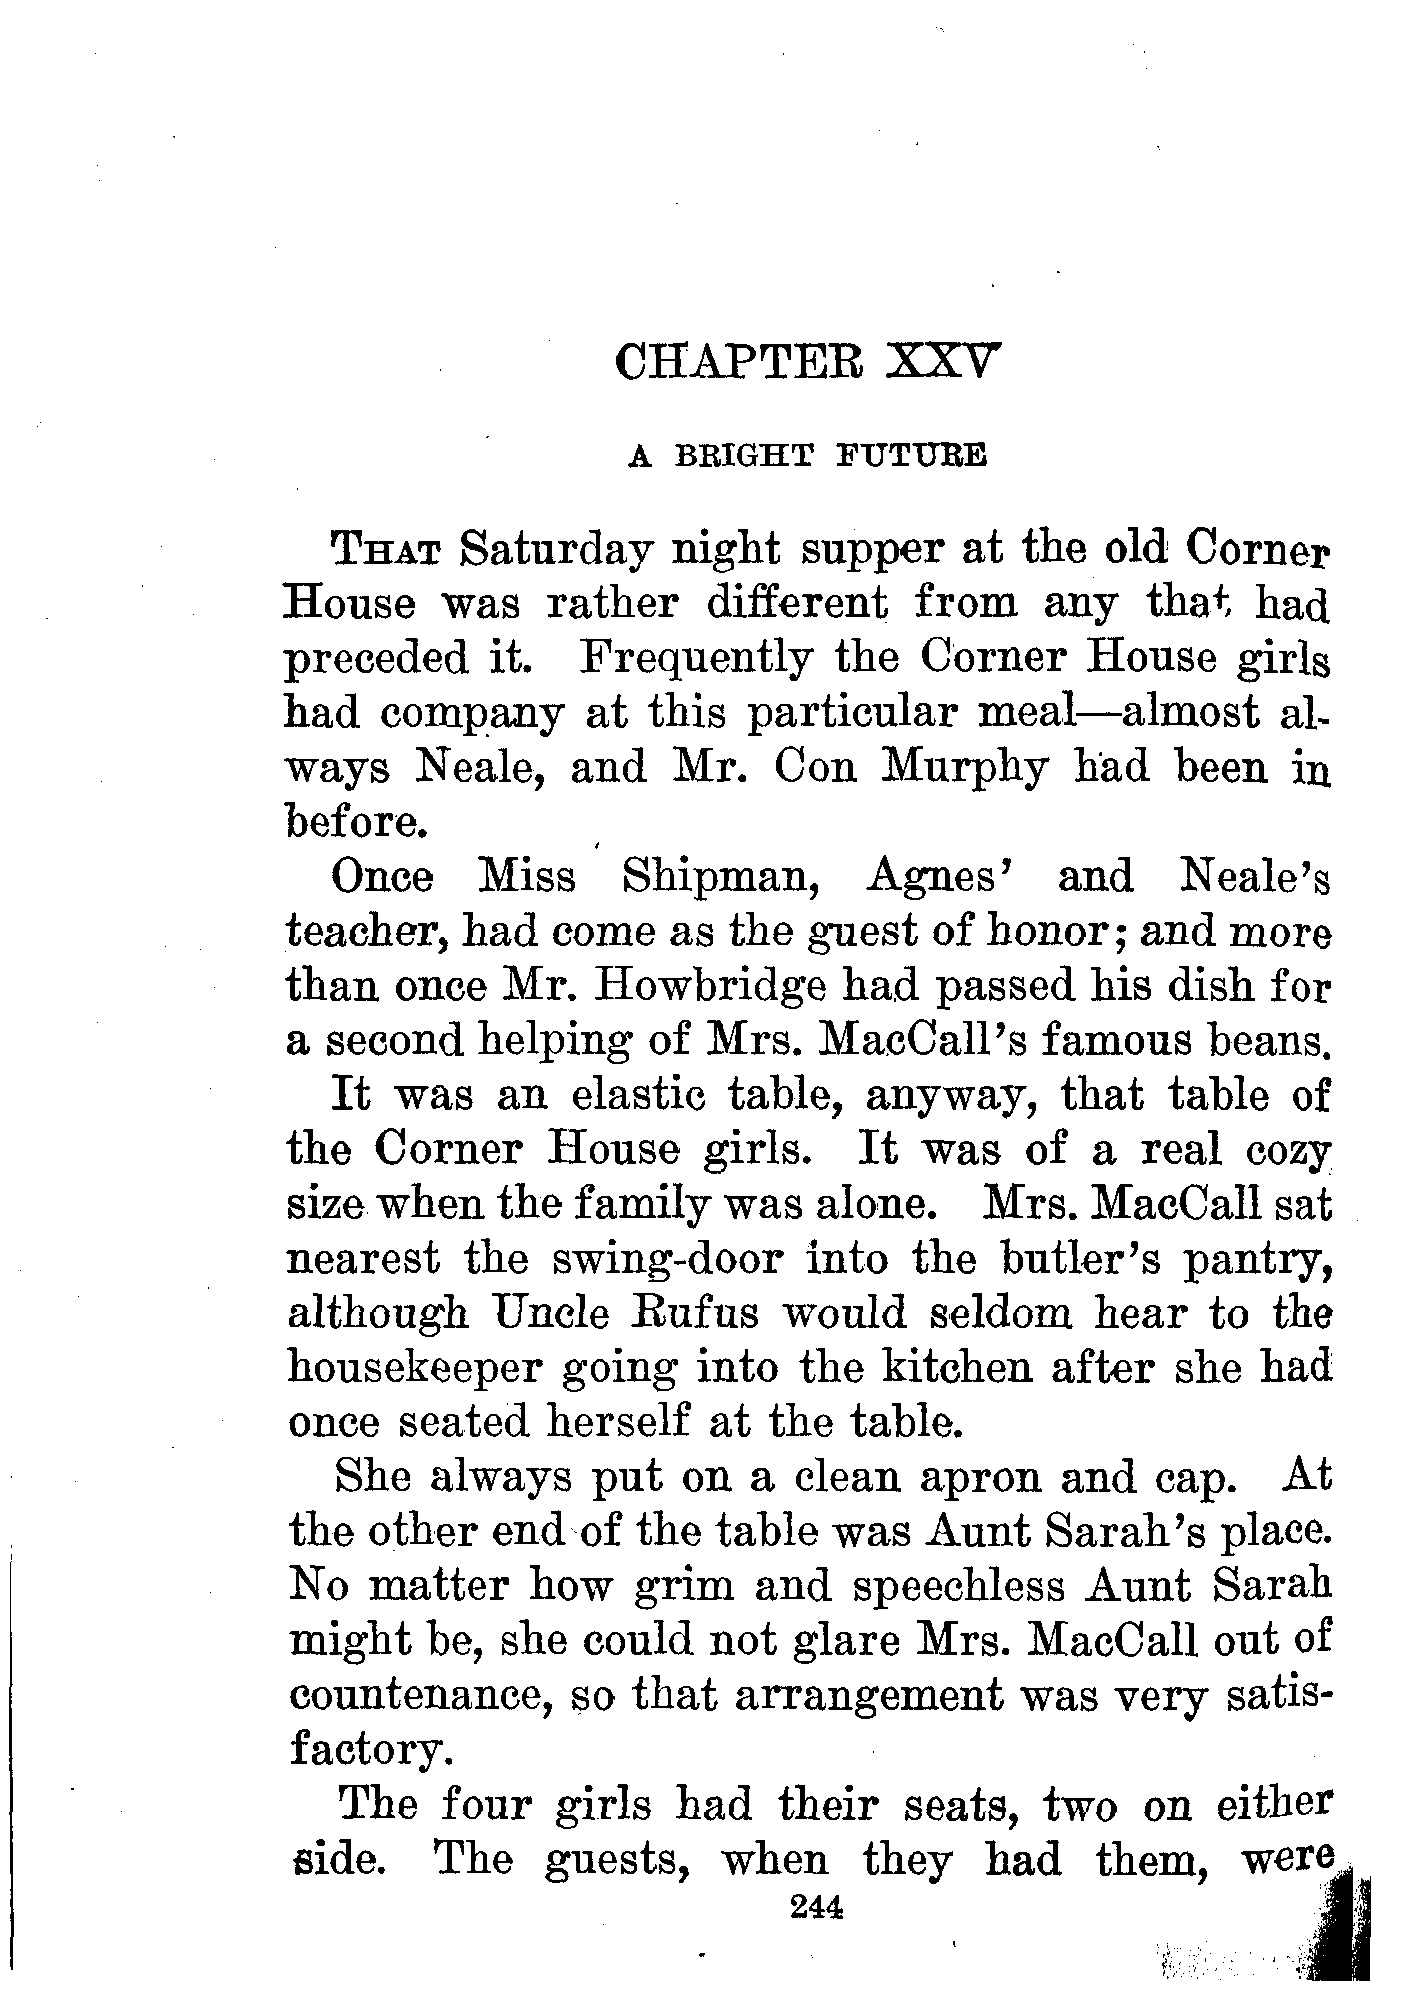 CHAPTER XXV
A BRIGHT FUTURE
THAT Saturday night supper at the old Corner
House was rather different from any that had
preceded it. Frequently the Corner House girls
had company at this particular meal—almost al-
ways Neale, and Mr. Con Murphy had been in
before.
Once Miss Shipman, Agnes' and Neale's
teacher, had come as the guest of honor; and more
than once Mr. Howbridge had passed his dish for
a second helping of Mrs. MacCall's famous beans.
It was an elastic table, anyway, that table of
the Corner House girls. It was of a real cozy
size when the family was alone. Mrs. MacCall sat
nearest the swing-door into the butler's pantry,
although Uncle Rufus would seldom hear to the
housekeeper going into the kitchen after she had
once seated herself at the table.
She always put on a clean apron and cap. At
the other end of the table was Aunt Sarah's place.
No matter how grim and speechless Aunt Sarah
might be, she could not glare Mrs. MacCall out of
countenance, so that arrangement was very satis-
factory.
The four girls had their seats, two on either
side. The guests, when they had them, were
244